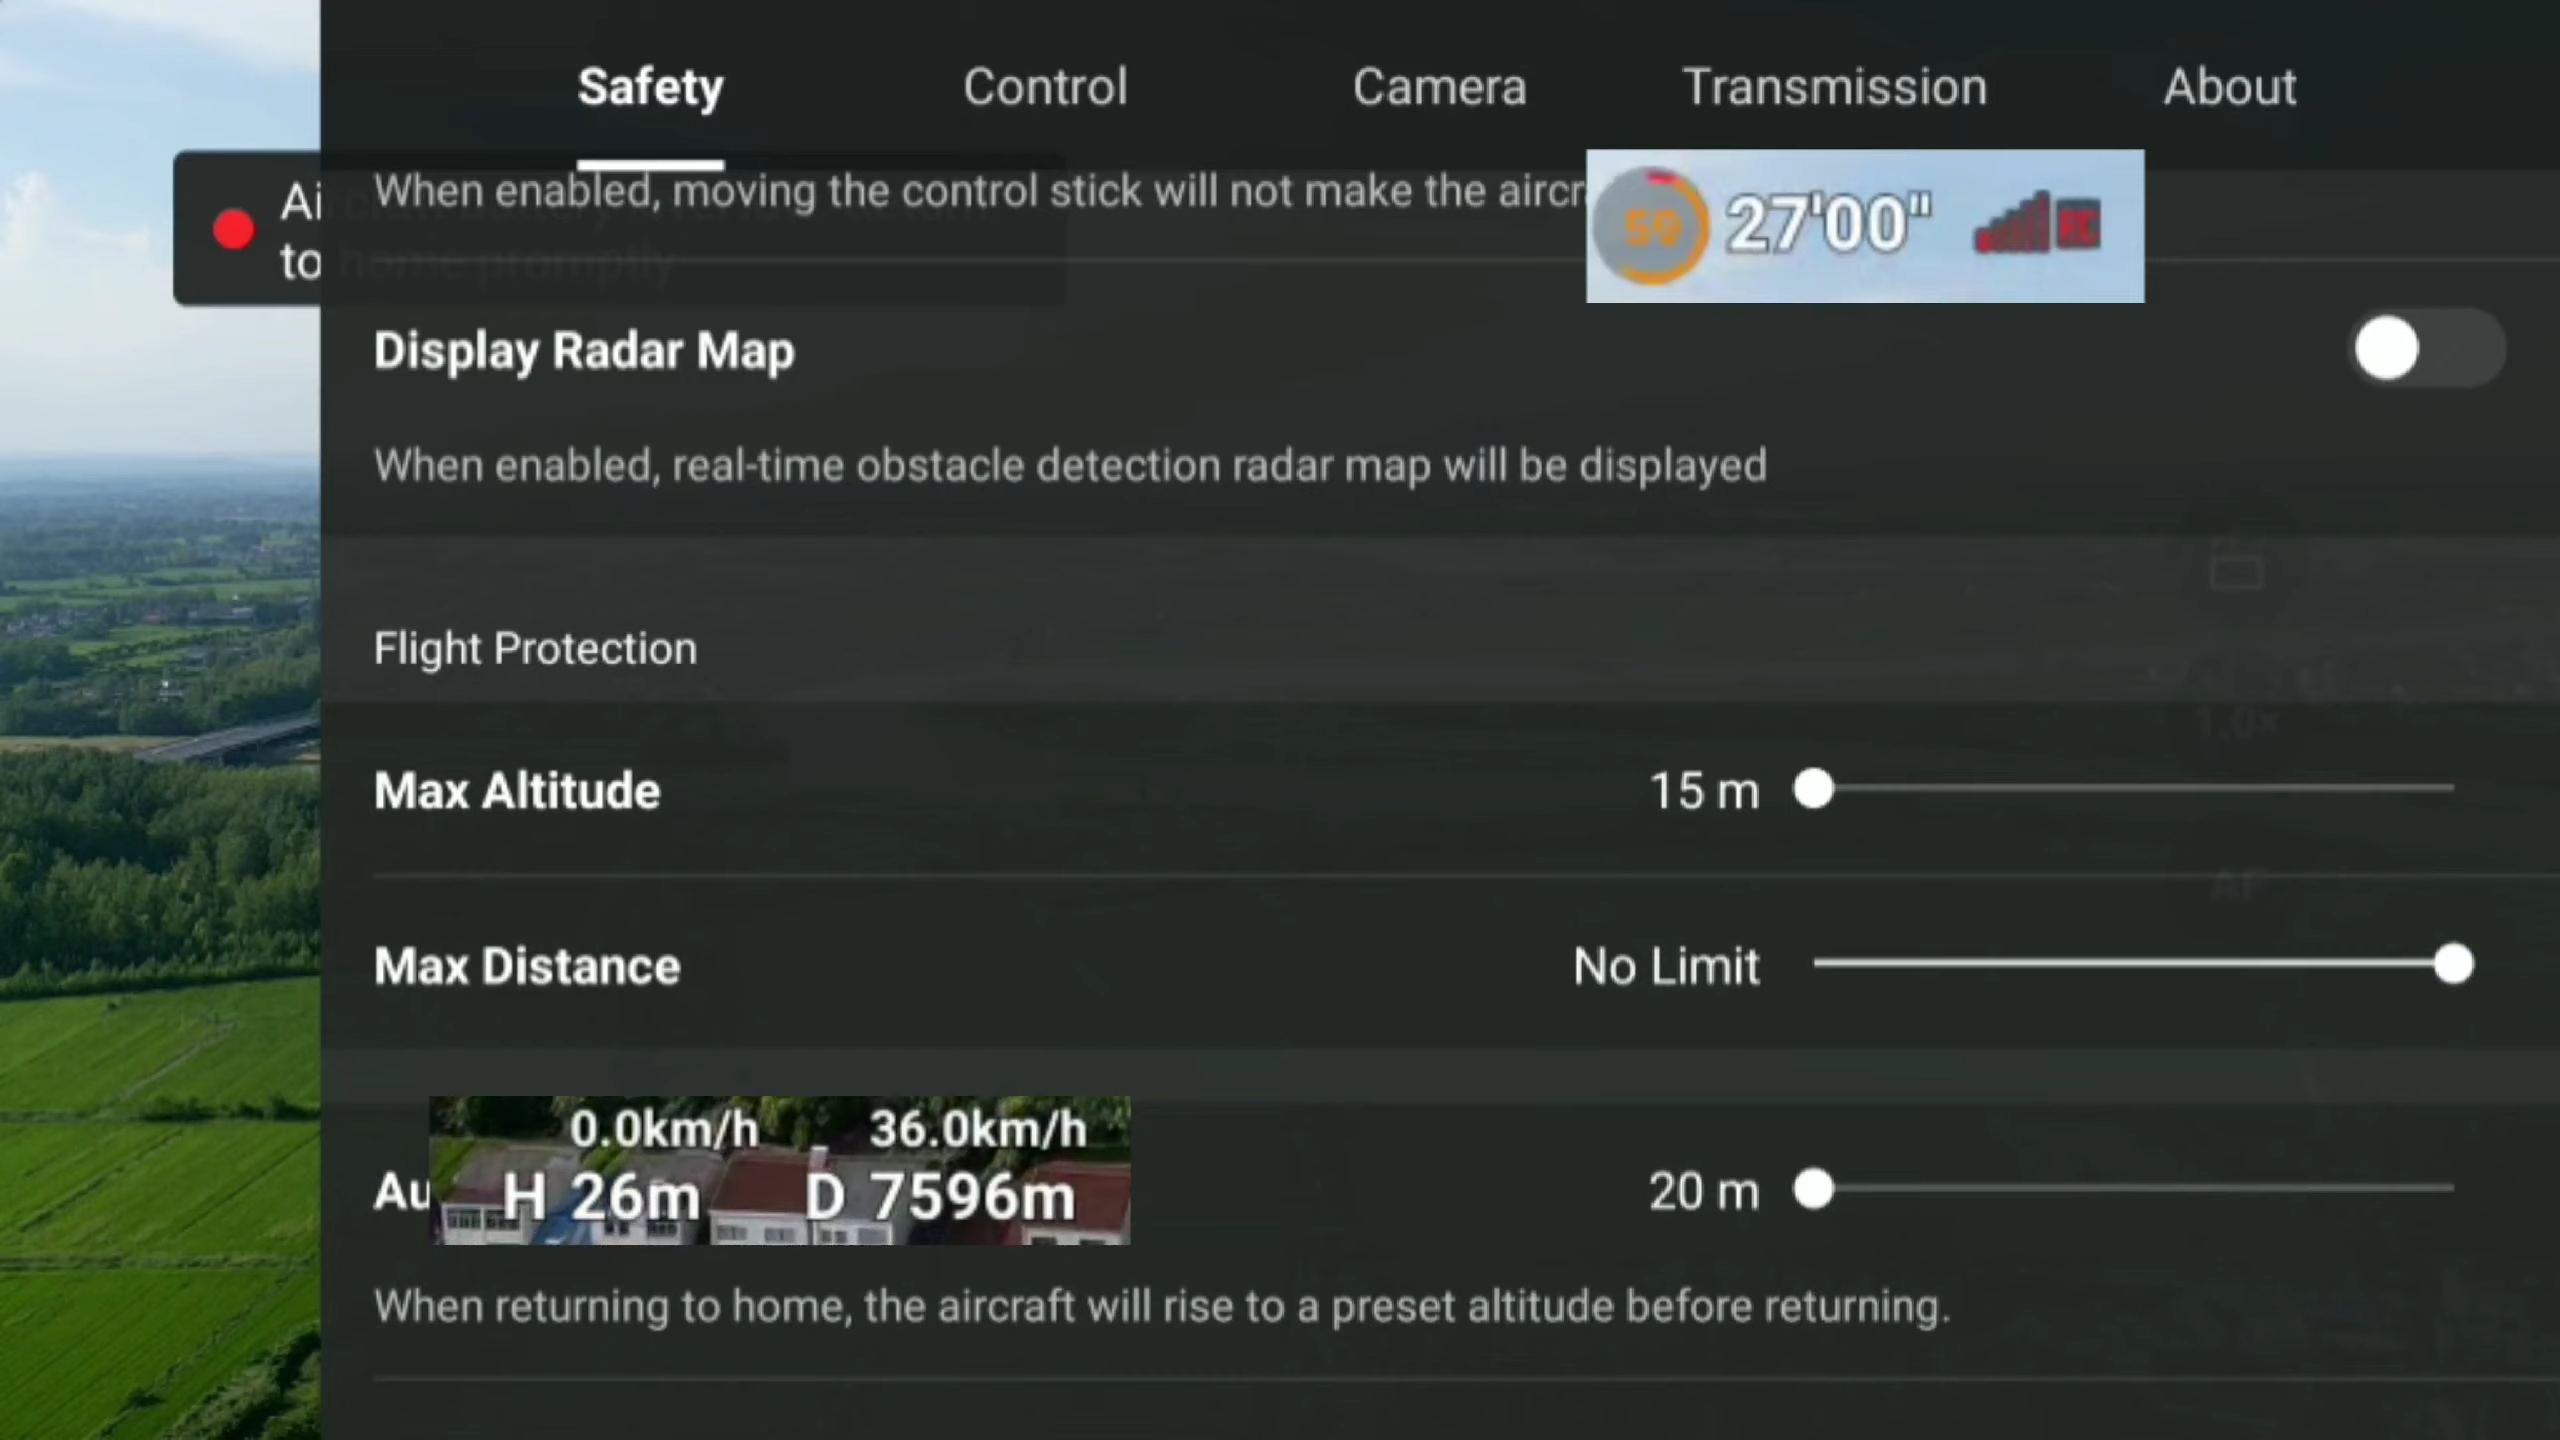 Safety Control Camera Transmission About
Ai
to
When enabled, moving the control stick will not make the aircr
59 27'00" RC
Display Radar Map
When enabled, real-time obstacle detection radar map will be displayed
Flight Protection
Max Altitude 15 m
Max Distance No Limit
0.0km/h 36.0km/h
Au H 26m D 7596m 20 m
When returning to home, the aircraft will rise to a preset altitude before returning.